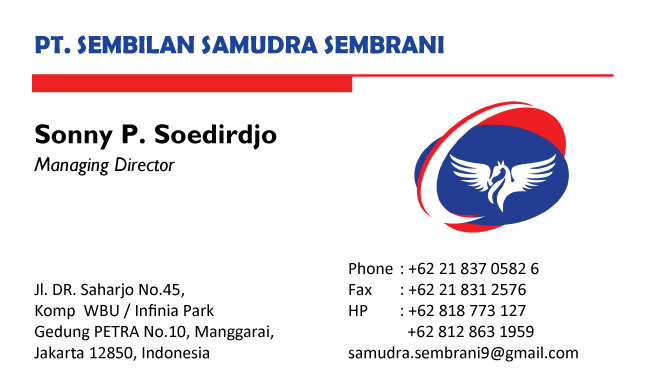 PT. SEMBILAN SAMUDRA SEMBRANI
Sonny P. Soedirdjo
Managing Director
Jl. DR. Saharjo No.45,
Komp WBU / Infinia Park
Gedung PETRA No.10, Manggarai,
Jakarta 12850, Indonesia
Phone : +62 21 837 0582 6
Fax : +62 21 831 2576
HP : +62 818 773 127
+62 812 863 1959
samudra.sembrani9@gmail.com